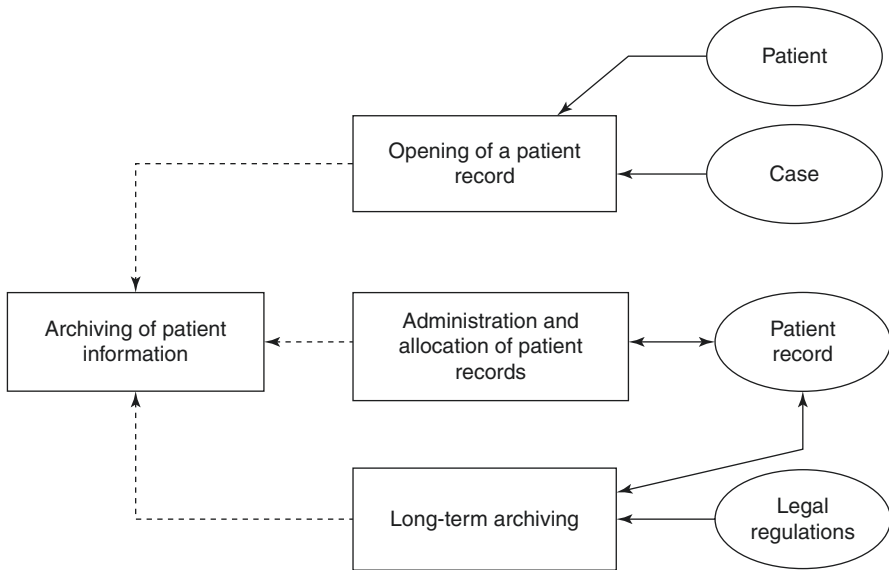 Patient
Opening of a patient
record
Case
Archiving of patient
information
Administration and
allocation of patient
records
Patient
record
Long-term archiving
Legal
regulations